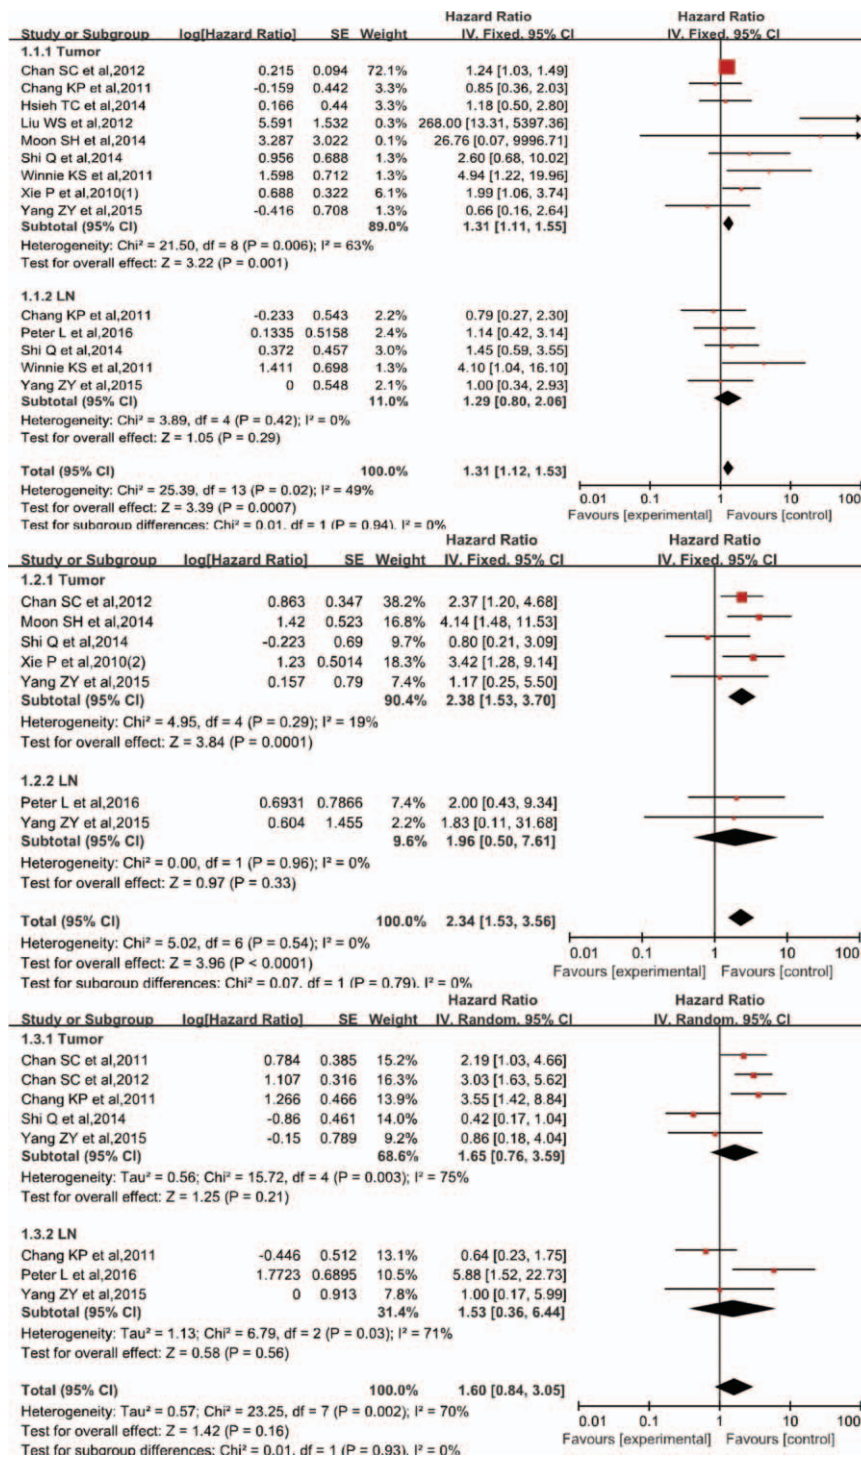 Hazard Ratio Hazard Ratio
Study or Subgroup log[Hazard Ratio] SE Weight IV. Fixed. 95% CI IV. Fixed. 95% CI
1.1.1 Tumor
Chan SC et al,2012 0.215 0.094 72.1% 1.24 [1.03, 1.49]
Chang KP et al,2011 -0.159 0.442 3.3% 0.85 [0.36, 2.03]
Hsieh TC et al,2014 0.166 0.44 3.3% 1.18 [0.50, 2.80]
Liu WS et al,2012 5.591 1.532 0.3% 268.00 [13.31, 5397.36]
Moon SH et al,2014 3.287 3.022 0.1% 26.76 [0.07, 9996.71]
Shi Q et al,2014 0.956 0.688 1.3% 2.60 [0.68, 10.02]
Winnie KS et al,2011 1.598 0.712 1.3% 4.94 [1.22, 19.96]
Xie P et al,2010(1) 0.688 0.322 6.1% 1.99 [1.06, 3.74]
Yang ZY et al,2015 -0.416 0.708 1.3% 0.66 [0.16, 2.64]
Subtotal (95% CI) 89.0% 1.31 [1.11, 1.55]
Heterogeneity: Chi² = 21.50, df = 8 (P = 0.006); I² = 63%
Test for overall effect: Z = 3.22 (P = 0.001)
1.1.2 LN
Chang KP et al,2011 -0.233 0.543 2.2% 0.79 [0.27, 2.30]
Peter L et al,2016 0.1335 0.5158 2.4% 1.14 [0.42, 3.14]
Shi Q et al,2014 0.372 0.457 3.0% 1.45 [0.59, 3.55]
Winnie KS et al,2011 1.411 0.698 1.3% 4.10 [1.04, 16.10]
Yang ZY et al,2015 0 0.548 2.1% 1.00 [0.34, 2.93]
Subtotal (95% CI) 11.0% 1.29 [0.80, 2.06]
Heterogeneity: Chi² = 3.89, df = 4 (P = 0.42); I² = 0%
Test for overall effect: Z = 1.05 (P = 0.29)
Total (95% CI) 100.0% 1.31 [1.12, 1.53]
Heterogeneity: Chi² = 25.39, df = 13 (P = 0.02); I² = 49%
Test for overall effect: Z = 3.39 (P = 0.0007)
Test for subgroup differences: Chi² = 0.01. df = 1 (P = 0.94). I² = 0%
0.01 0.1 1 10 100
Favours [experimental] Favours [control]
Hazard Ratio Hazard Ratio
Study or Subgroup log[Hazard Ratio] SE Weight IV. Fixed. 95% CI IV. Fixed. 95% CI
1.2.1 Tumor
Chan SC et al,2012 0.863 0.347 38.2% 2.37 [1.20, 4.68]
Moon SH et al,2014 1.42 0.523 16.8% 4.14 [1.48, 11.53]
Shi Q et al,2014 -0.223 0.69 9.7% 0.80 [0.21, 3.09]
Xie P et al,2010(2) 1.23 0.5014 18.3% 3.42 [1.28, 9.14]
Yang ZY et al,2015 0.157 0.79 7.4% 1.17 [0.25, 5.50]
Subtotal (95% CI) 90.4% 2.38 [1.53, 3.70]
Heterogeneity: Chi² = 4.95, df = 4 (P = 0.29); I² = 19%
Test for overall effect: Z = 3.84 (P = 0.0001)
1.2.2 LN
Peter L et al,2016 0.6931 0.7866 7.4% 2.00 [0.43, 9.34]
Yang ZY et al,2015 0.604 1.455 2.2% 1.83 [0.11, 31.68]
Subtotal (95% CI) 9.6% 1.96 [0.50, 7.61]
Heterogeneity: Chi² = 0.00, df = 1 (P = 0.96); I² = 0%
Test for overall effect: Z = 0.97 (P = 0.33)
Total (95% CI) 100.0% 2.34 [1.53, 3.56]
Heterogeneity: Chi² = 5.02, df = 6 (P = 0.54); I² = 0%
Test for overall effect: Z = 3.96 (P < 0.0001)
Test for subgroup differences: Chi² = 0.07. df = 1 (P = 0.79). I² = 0%
0.01 0.1 1 10 100
Favours [experimental] Favours [control]
Hazard Ratio Hazard Ratio
Study or Subgroup log[Hazard Ratio] SE Weight IV. Random. 95% CI IV. Random. 95% CI
1.3.1 Tumor
Chan SC et al,2011 0.784 0.385 15.2% 2.19 [1.03, 4.66]
Chan SC et al,2012 1.107 0.316 16.3% 3.03 [1.63, 5.62]
Chang KP et al,2011 1.266 0.466 13.9% 3.55 [1.42, 8.84]
Shi Q et al,2014 -0.86 0.461 14.0% 0.42 [0.17, 1.04]
Yang ZY et al,2015 -0.15 0.789 9.2% 0.86 [0.18, 4.04]
Subtotal (95% CI) 68.6% 1.65 [0.76, 3.59]
Heterogeneity: Tau² = 0.56; Chi² = 15.72, df = 4 (P = 0.003); I² = 75%
Test for overall effect: Z = 1.25 (P = 0.21)
1.3.2 LN
Chang KP et al,2011 -0.446 0.512 13.1% 0.64 [0.23, 1.75]
Peter L et al,2016 1.7723 0.6895 10.5% 5.88 [1.52, 22.73]
Yang ZY et al,2015 0 0.913 7.8% 1.00 [0.17, 5.99]
Subtotal (95% CI) 31.4% 1.53 [0.36, 6.44]
Heterogeneity: Tau² = 1.13; Chi² = 6.79, df = 2 (P = 0.03); I² = 71%
Test for overall effect: Z = 0.58 (P = 0.56)
Total (95% CI) 100.0% 1.60 [0.84, 3.05]
Heterogeneity: Tau² = 0.57; Chi² = 23.25, df = 7 (P = 0.002); I² = 70%
Test for overall effect: Z = 1.42 (P = 0.16)
Test for subgroup differences: Chi² = 0.01. df = 1 (P = 0.93). I² = 0%
0.01 0.1 1 10 100
Favours [experimental] Favours [control]